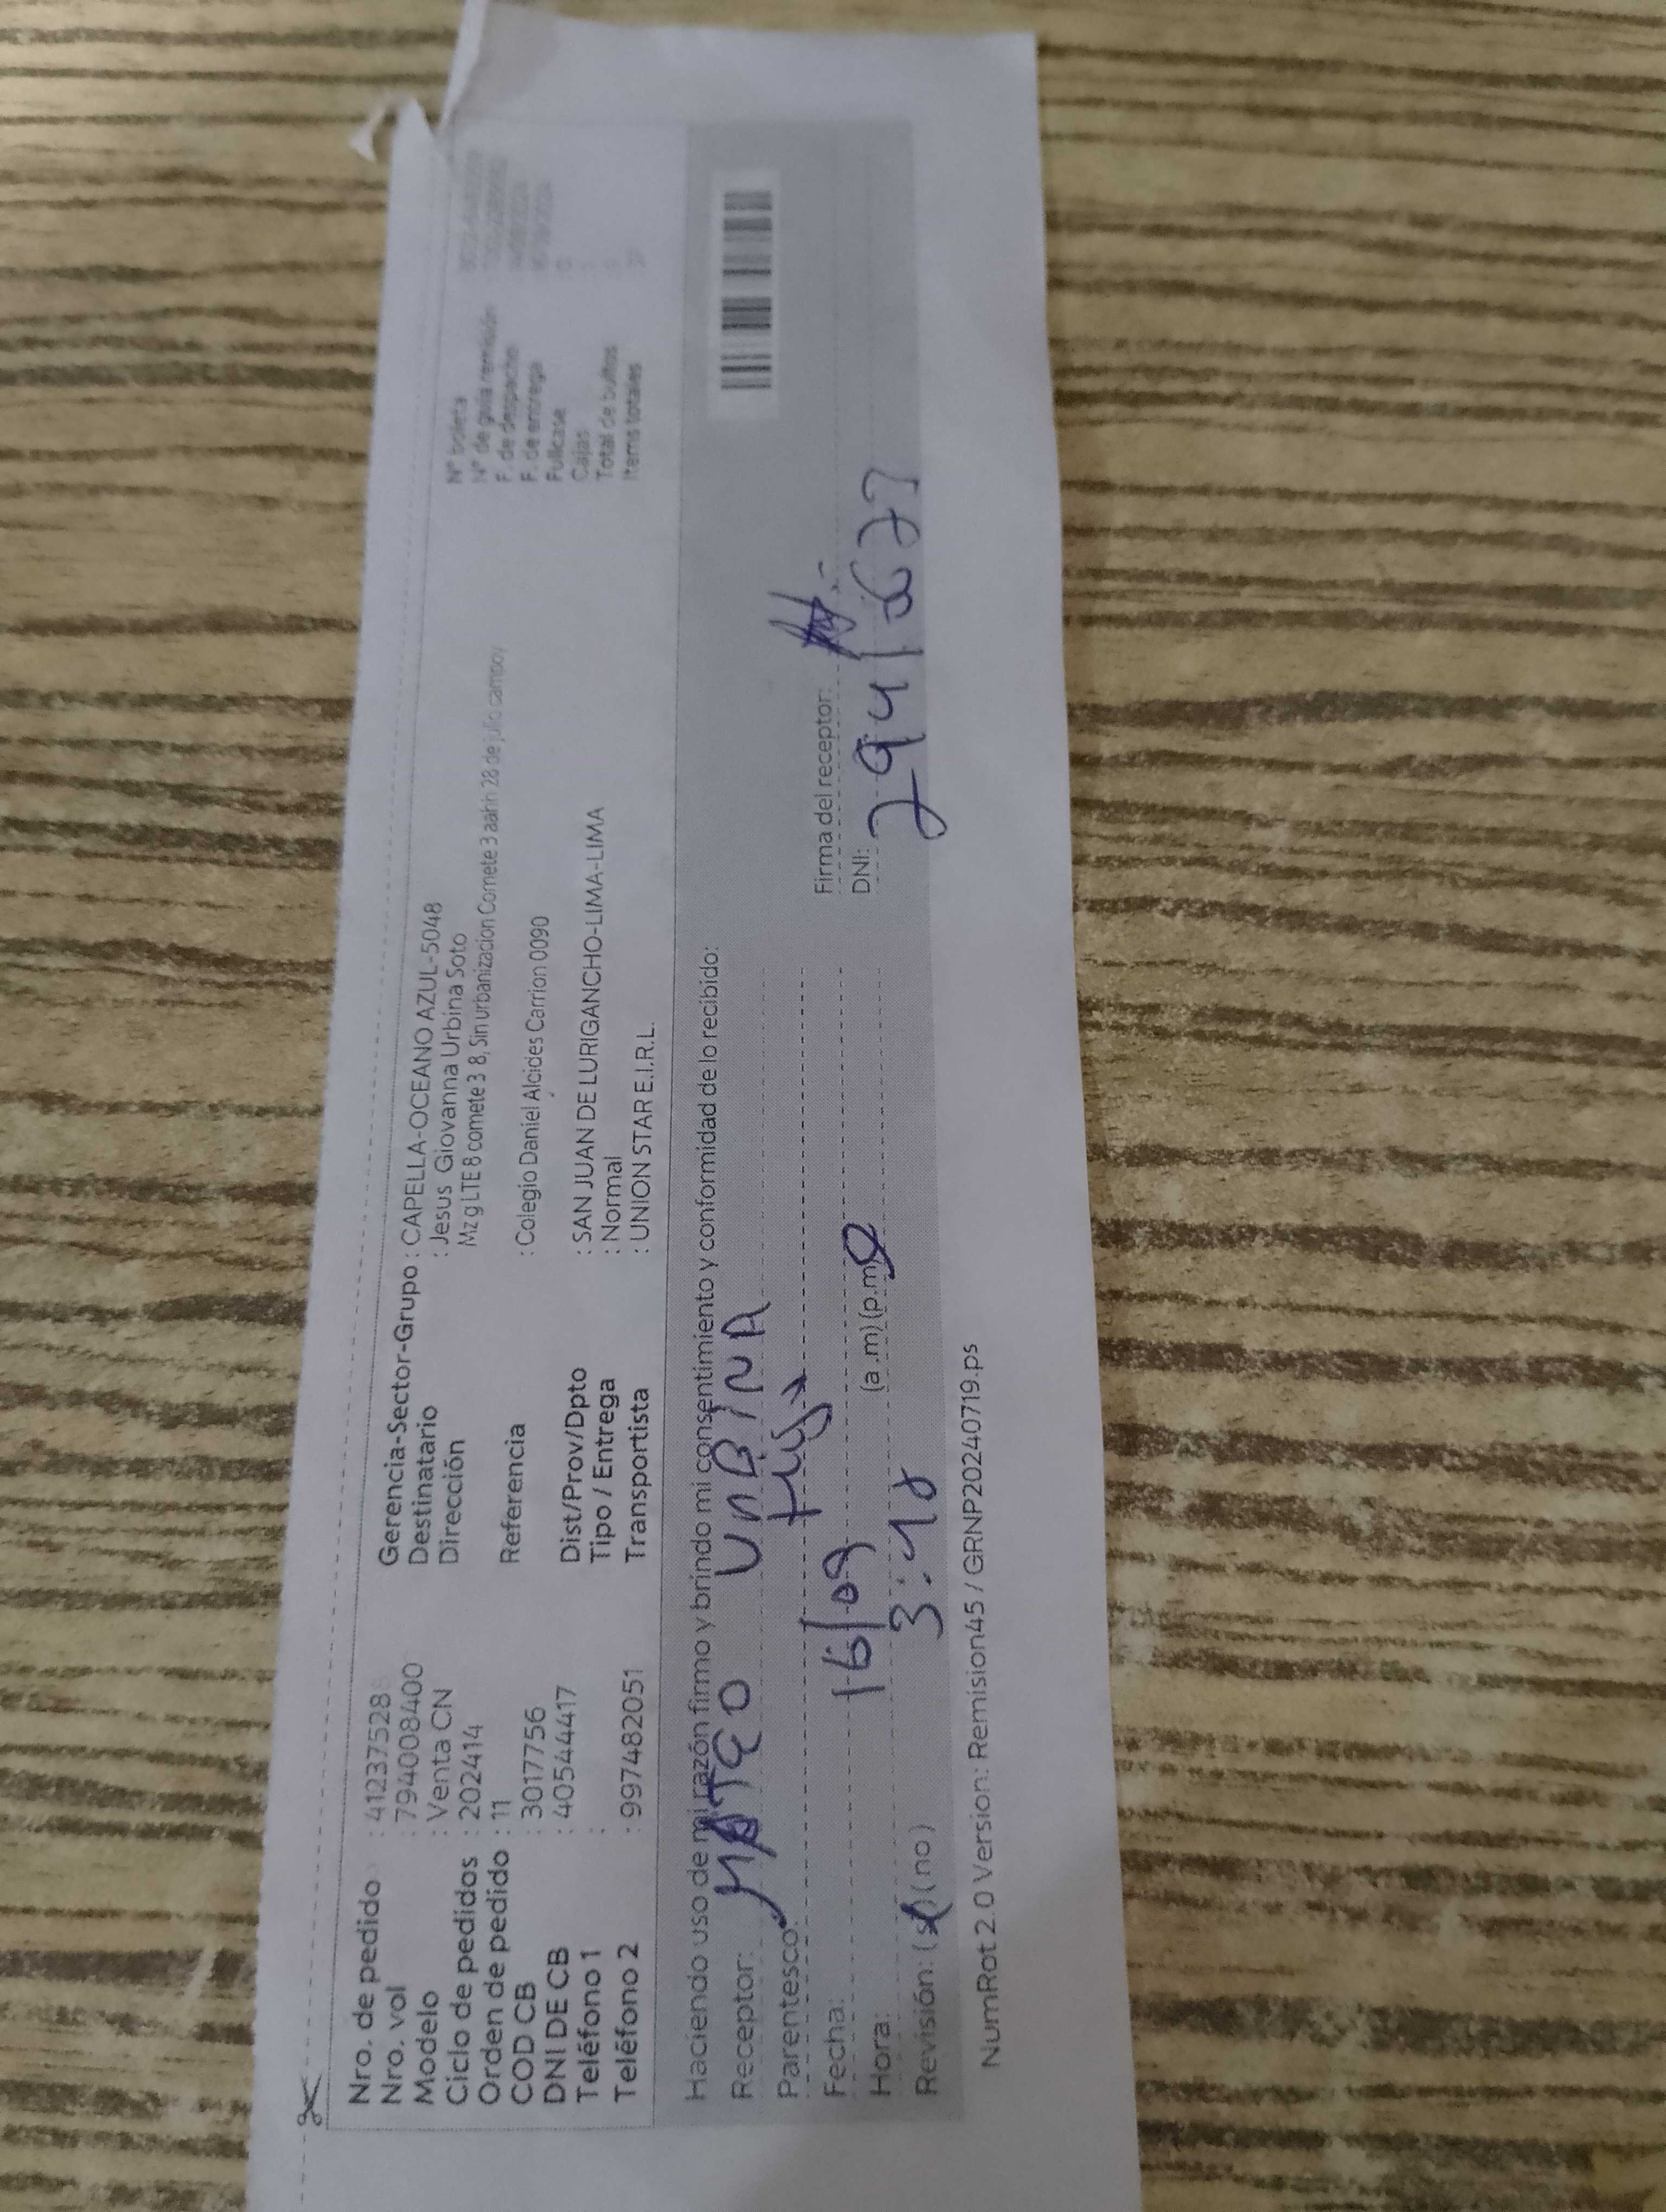 Nro. de pedido : 412375288
Nro. vol : 794008400
Modelo : Venta CN
Ciclo de pedidos : 202414
Orden de pedido : 11
COD CB : 3017756
DNI DE CB : 40544417
Teléfono 1 :
Teléfono 2 : 997482051
Gerencia-Sector-Grupo : CAPELLA-OCEANO AZUL-5048
Destinatario : Jesus Giovanna Urbina Soto
Dirección Mz g LTE 8 comete 3 8, Sin urbanizacion Comete 3 aahh 28 de julio campoy
Referencia : Colegio Daniel Alcides Carrion 0090
Dist/Prov/Dpto : SAN JUAN DE LURIGANCHO-LIMA-LIMA
Tipo / Entrega : Normal
Transportista : UNION STAR E.I.R.L.
N° boleta
N° de guía remisión
F. de despacho
F. de entrega
Fullcase
Cajas
Total de bultos
Items totales
Haciendo uso de mi razón firmo y brindo mi consentimiento y conformidad de lo recibido:
Receptor: MATEO URBINA
Parentesco:
Fecha: 16/09
Hora: 3:18 (a.m) (p.m)
Revisión: (si) (no)
Firma del receptor:
DNI:
NumRot 2.0 Version: Remision45 / GRNP20240719.ps